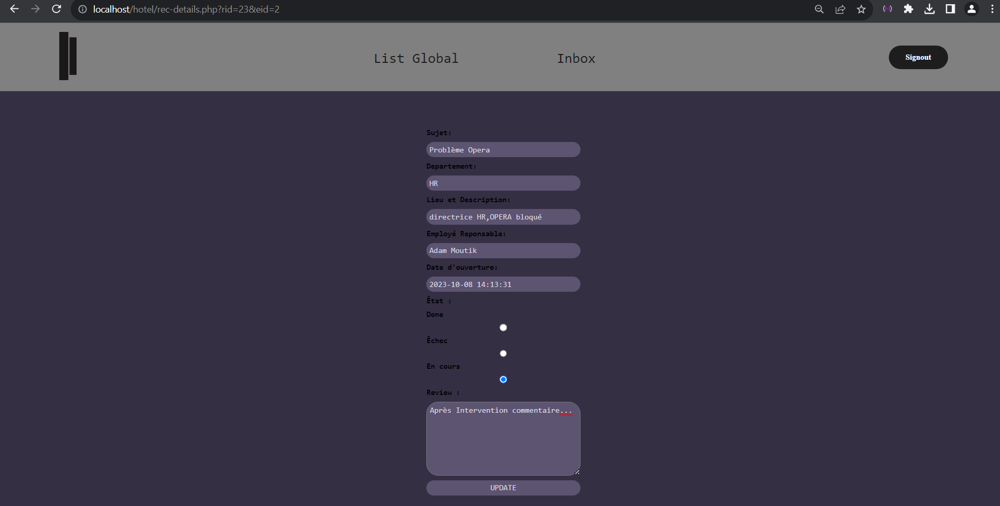 localhost/hotel/rec-details.php?rid=23&eid=2
List Global Inbox Signout
Sujet:
Problème Opera
Departement:
HR
Lieu et Description:
directrice HR,OPERA bloqué
Employé Reponsable:
Adam Moutik
Date d'ouverture:
2023-10-08 14:13:31
Êtat :
Done
Êchec
En cours
Review :
Après Intervention commentaire...
UPDATE